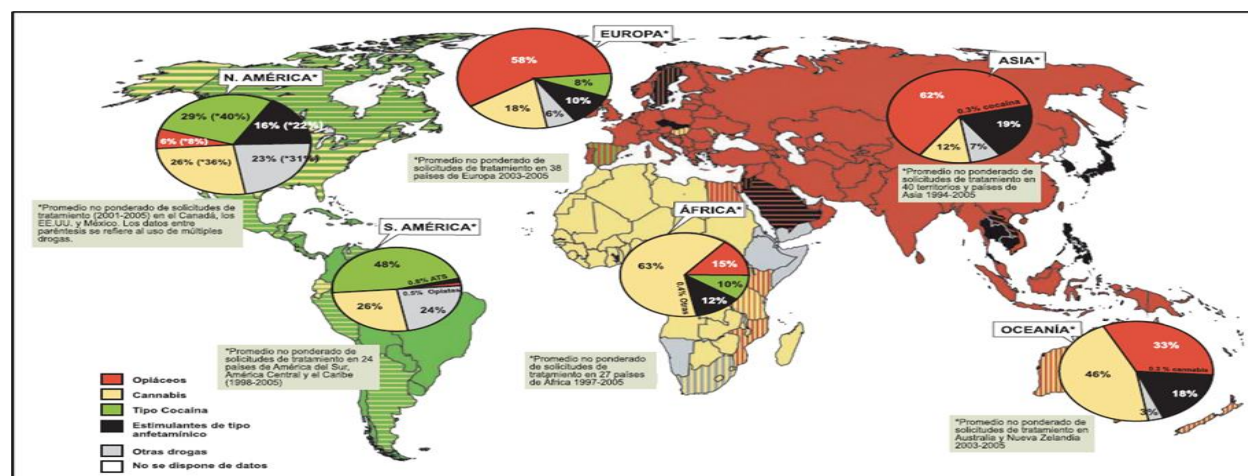 N. AMÉRICA*
29% (*40%)
16% (*22%)
6% (*8%)
26% (*36%)
23% (*31%)
*Promedio no ponderado de
solicitudes de tratamiento
tratamiento (2001-2005) en el Canadá, los
EE.UU. y México. Los datos entre
paréntesis se refiere al uso de múltiples
drogas.
EUROPA*
58%
8%
10%
6%
18%
*Promedio no ponderado de
solicitudes de tratamiento en 38
países de Europa 2003-2005
ASIA*
62%
0.3% cocaína
19%
7%
12%
*Promedio no ponderado de
solicitudes de tratamiento en
40 territorios y países de
Asia 1994-2005
S. AMÉRICA*
48%
0.6% ATS
0.5% Opiates
26%
24%
*Promedio no ponderado de
solicitudes de tratamiento en 24
países de América del Sur,
América Central y el Caribe
(1998-2005)
ÁFRICA*
63%
15%
10%
12%
0.4% Otras
*Promedio no ponderado
de solicitudes de
tratamiento en 27 países
de África 1997-2005
OCEANÍA*
33%
0.3 % cannabis
46%
18%
3%
*Promedio no ponderado de
solicitudes de tratamiento en
Australia y Nueva Zelandia
2003-2005
Opiáceos
Cannabis
Tipo Cocaína
Estimulantes de tipo
anfetamínico
Otras drogas
No se dispone de datos